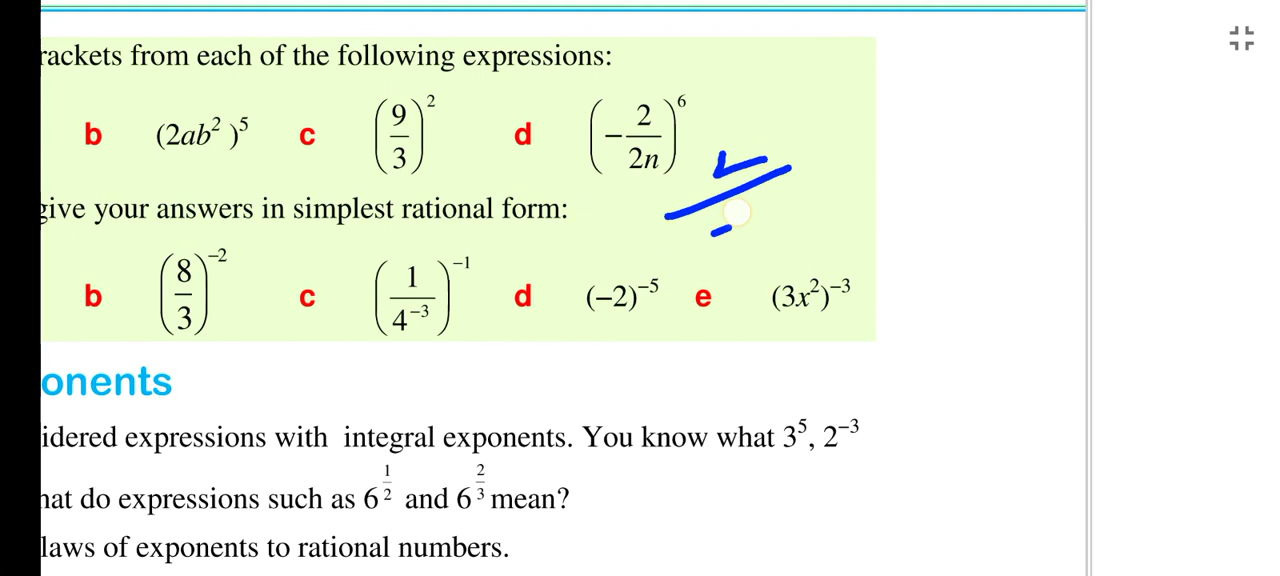 rackets from each of the following expressions:
b (2ab² )⁵ c (9/3)² d (−2/2n)⁶
give your answers in simplest rational form:
b (8/3)⁻² c (1/4⁻³)⁻¹ d (−2)⁻⁵ e (3x²)⁻³
onents
idered expressions with integral exponents. You know what 3⁵, 2⁻³
hat do expressions such as 6^(1/2) and 6^(2/3) mean?
laws of exponents to rational numbers.